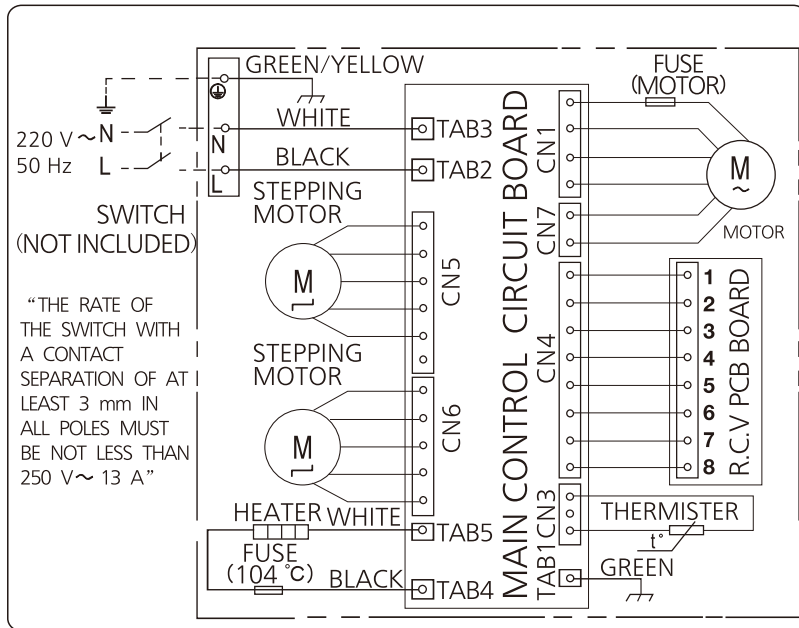 GREEN/YELLOW
220 V ~ N
50 Hz L
WHITE
N
BLACK
L
SWITCH
(NOT INCLUDED)
“THE RATE OF
THE SWITCH WITH
A CONTACT
SEPARATION OF AT
LEAST 3 mm IN
ALL POLES MUST
BE NOT LESS THAN
250 V~ 13 A”
STEPPING
MOTOR
M
STEPPING
MOTOR
M
HEATER
WHITE
FUSE
(104 ℃)
BLACK
TAB3
TAB2
CN5
CN6
TAB5
TAB4
MAIN CONTROL CIRCUIT BOARD
CN1
CN7
CN4
CN3
TAB1
FUSE
(MOTOR)
M
~
MOTOR
1
2
3
4
5
6
7
8
R.C.V PCB BOARD
THERMISTER
t°
GREEN